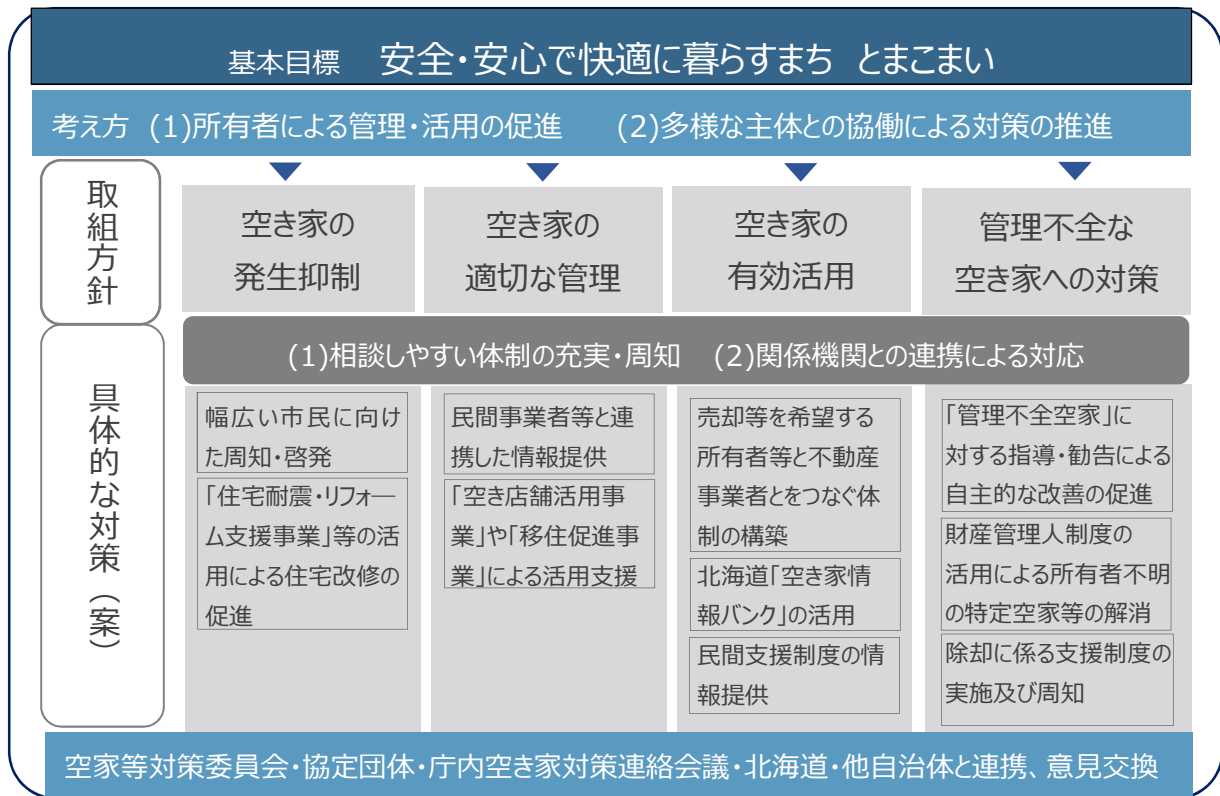 基本目標 安全・安心で快適に暮らすまち とまこまい
考え方 (1)所有者による管理・活用の促進 (2)多様な主体との協働による対策の推進
取組方針
空き家の
発生抑制
空き家の
適切な管理
空き家の
有効活用
管理不全な
空き家への対策
具体的な対策（案）
(1)相談しやすい体制の充実・周知 (2)関係機関との連携による対応
幅広い市民に向け
た周知・啓発
「住宅耐震・リフォー
ム支援事業」等の活
用による住宅改修の
促進
民間事業者等と連
携した情報提供
「空き店舗活用事
業」や「移住促進事
業」による活用支援
売却等を希望する
所有者等と不動産
事業者とをつなぐ体
制の構築
北海道「空き家情
報バンク」の活用
民間支援制度の情
報提供
「管理不全空家」に
対する指導・勧告による
自主的な改善の促進
財産管理人制度の
活用による所有者不明
の特定空家等の解消
除却に係る支援制度の
実施及び周知
空家等対策委員会・協定団体・庁内空き家対策連絡会議・北海道・他自治体と連携、意見交換